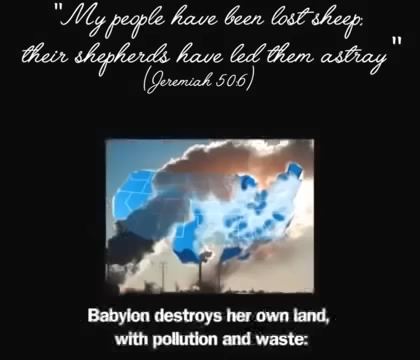 "My people have been lost sheep:
their shepherds have led them astray"
(Jeremiah 50:6)
Babylon destroys her own land,
with pollution and waste: